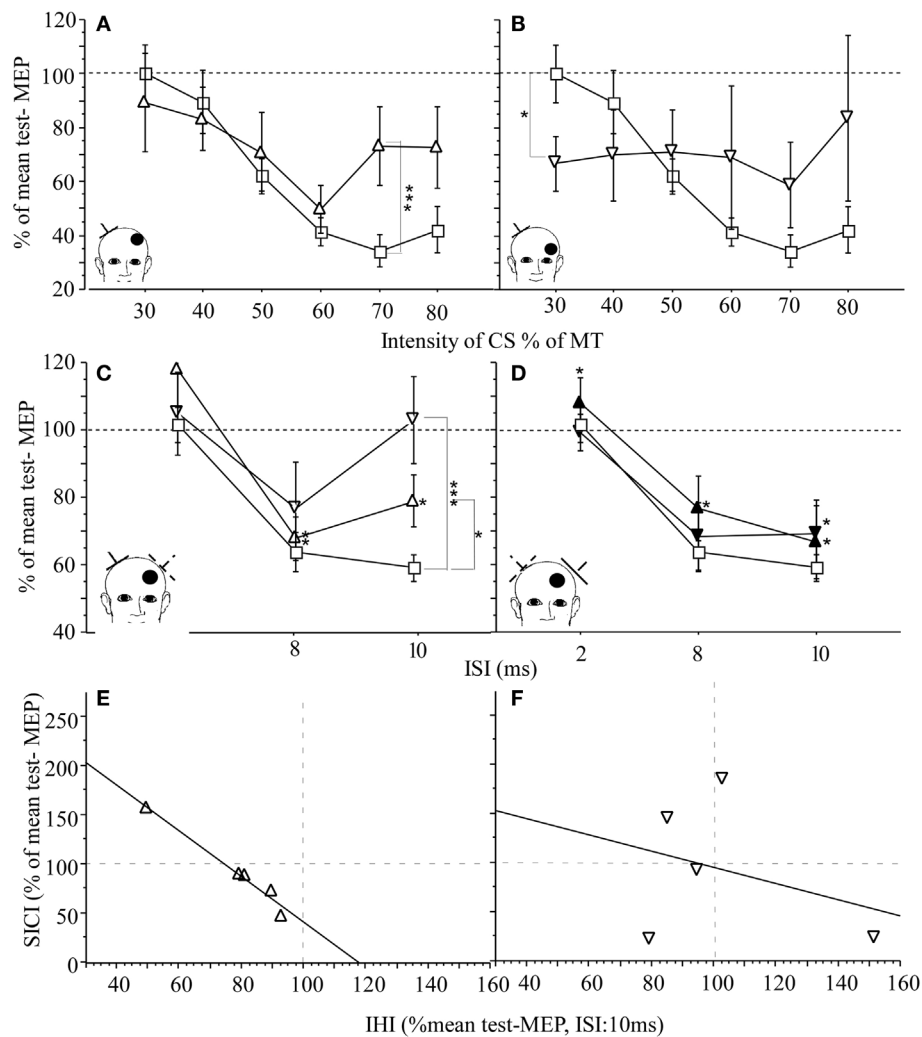 A
B
% of mean test- MEP
120
100
80
60
40
20
*
***
*
30 40 50 60 70 80
30 40 50 60 70 80
Intensity of CS % of MT
C
D
% of mean test- MEP
120
100
80
60
40
*
*
*
***
*
*
*
*
*
8 10
2 8 10
ISI (ms)
E
F
SICI (% of mean test- MEP)
250
200
150
100
50
0
40 60 80 100 120 140 160
40 60 80 100 120 140 160
IHI (%mean test-MEP, ISI:10ms)